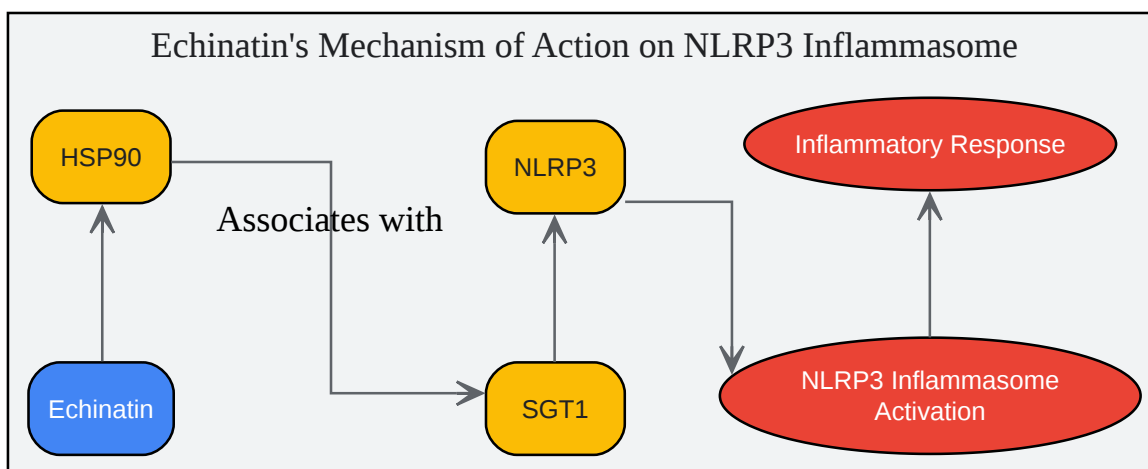 Echinatin's Mechanism of Action on NLRP3 Inflammasome
HSP90
NLRP3
Inflammatory Response
Associates with
Echinatin
SGT1
NLRP3 Inflammasome
Activation